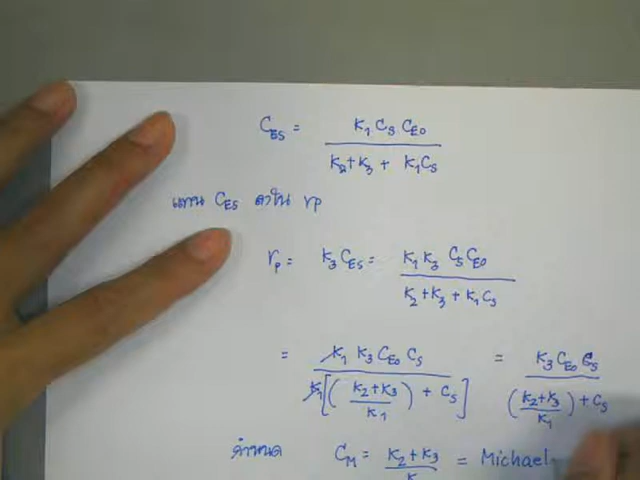 C_ES = K₁ C_S C_E0 / (K₂+K₃ + K₁C_S)
แทน C_ES ลงใน r_p
r_p = K₃ C_ES = K₁ K₃ C_S C_E0 / (K₂+K₃ + K₁ C_S)
= K₁ K₃ C_E0 C_S / K₁[((K₂+K₃)/K₁) + C_S] = K₃ C_E0 C_S / (((K₂+K₃)/K₁) + C_S)
กำหนด C_M = (K₂+K₃)/K = Michael